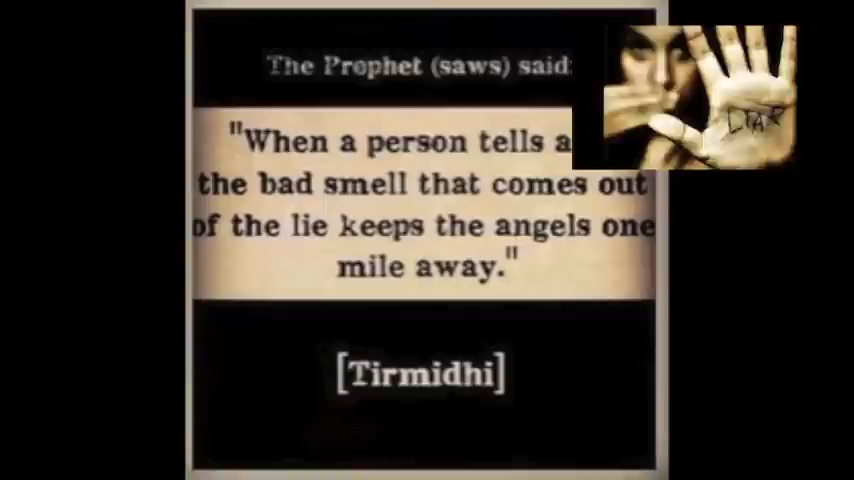 The Prophet (saws) said:
"When a person tells a
the bad smell that comes out
of the lie keeps the angels one
mile away."
[Tirmidhi]
LIAR